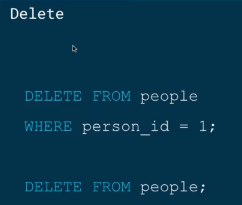 Delete
DELETE FROM people
WHERE person_id = 1;
DELETE FROM people;